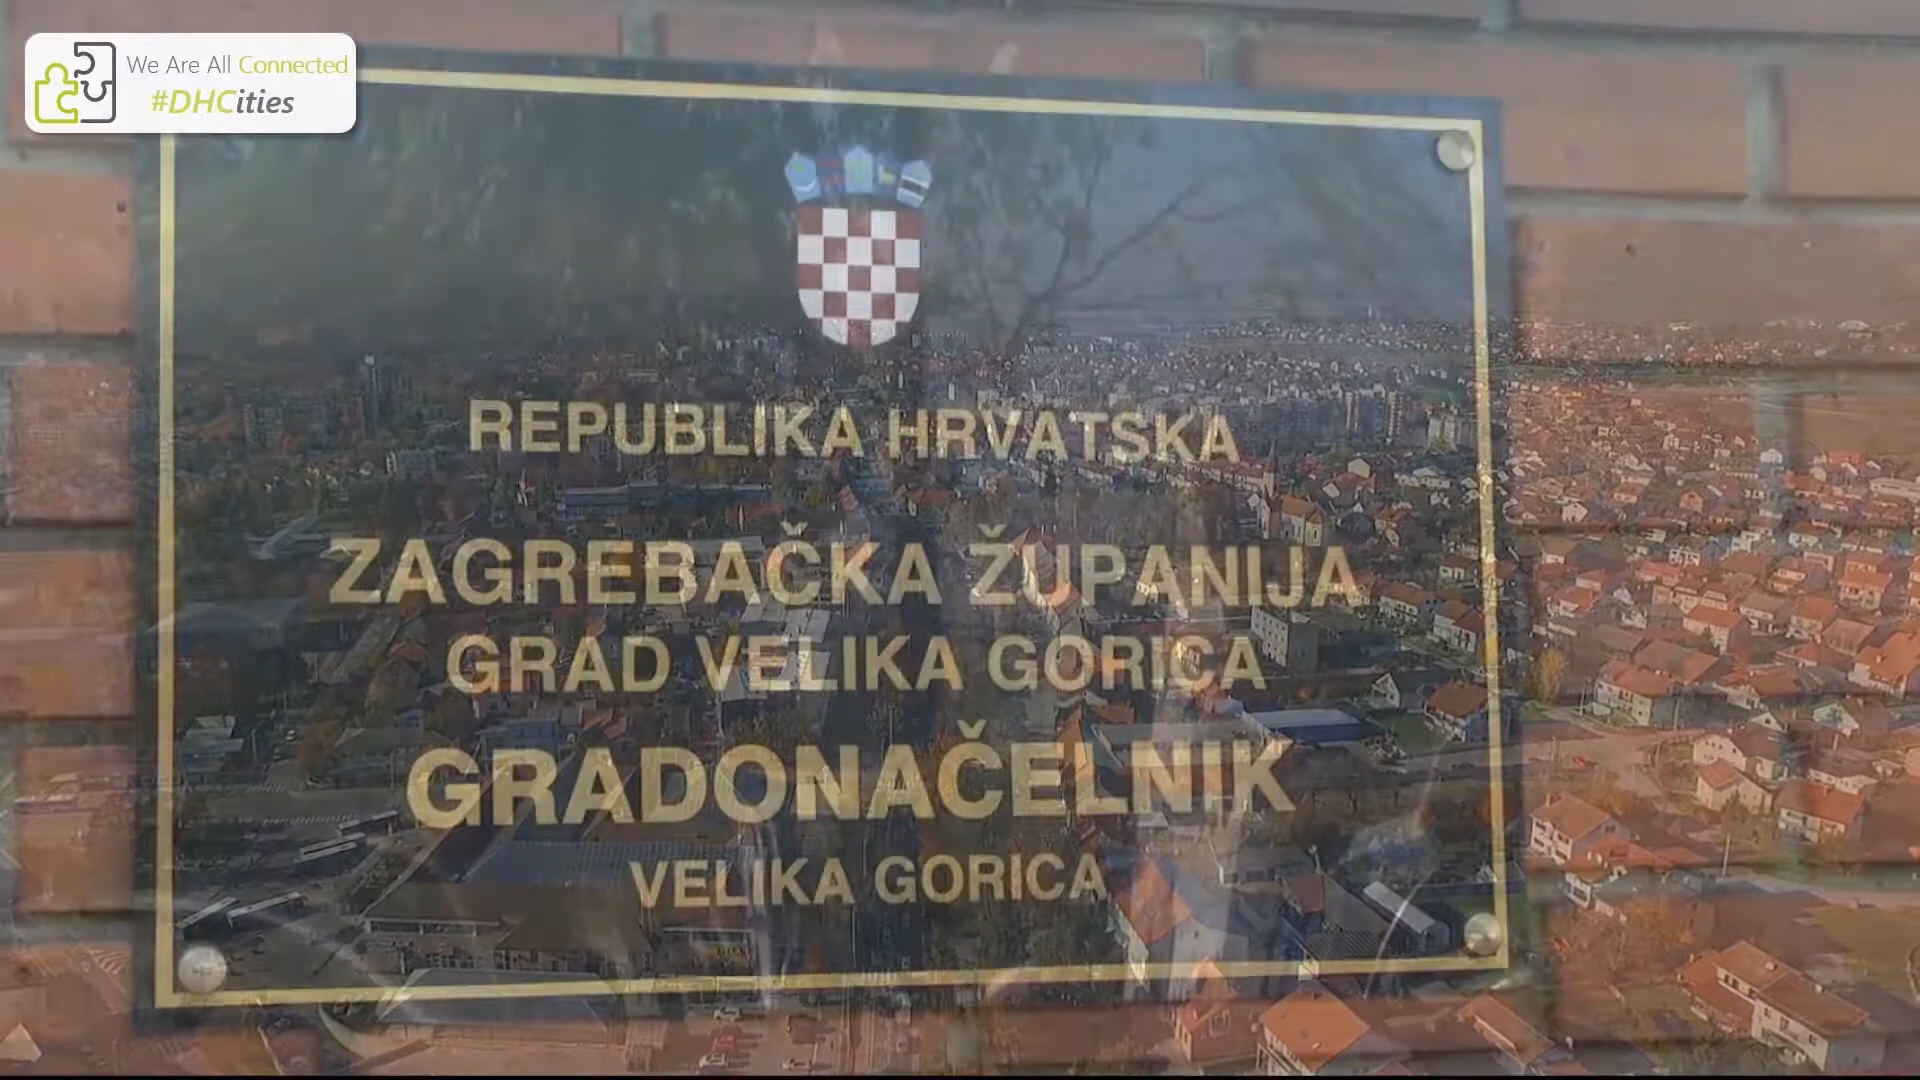 We Are All Connected
#DHCities
REPUBLIKA HRVATSKA
ZAGREBAČKA ŽUPANIJA
GRAD VELIKA GORICA
GRADONAČELNIK
VELIKA GORICA